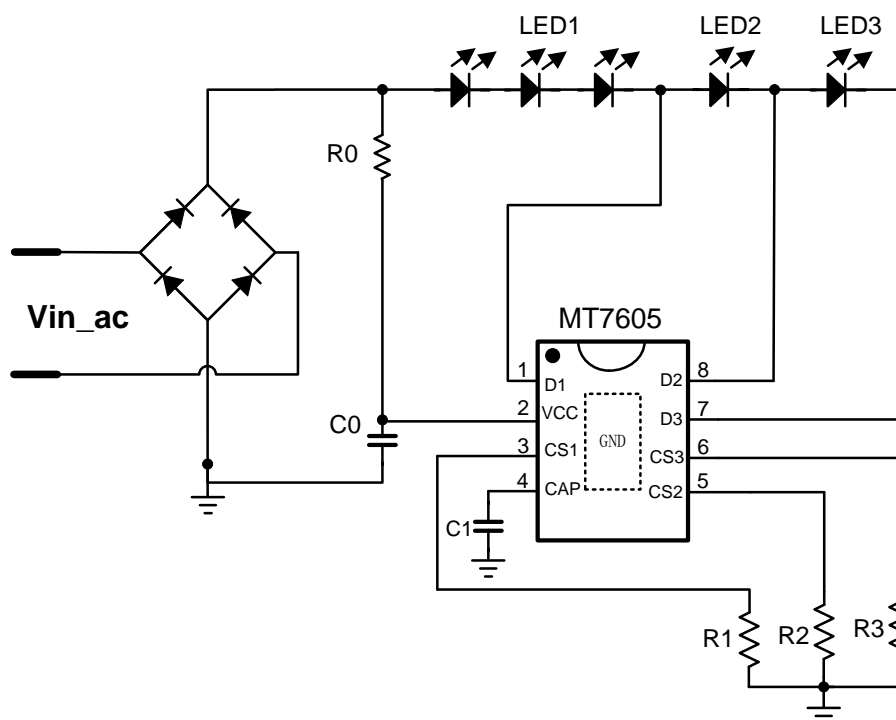 LED1 LED2 LED3
R0
Vin_ac
MT7605
1 D1 D2 8
2 VCC GND D3 7
C0
3 CS1 CS3 6
4 CAP CS2 5
C1
R1 R2 R3